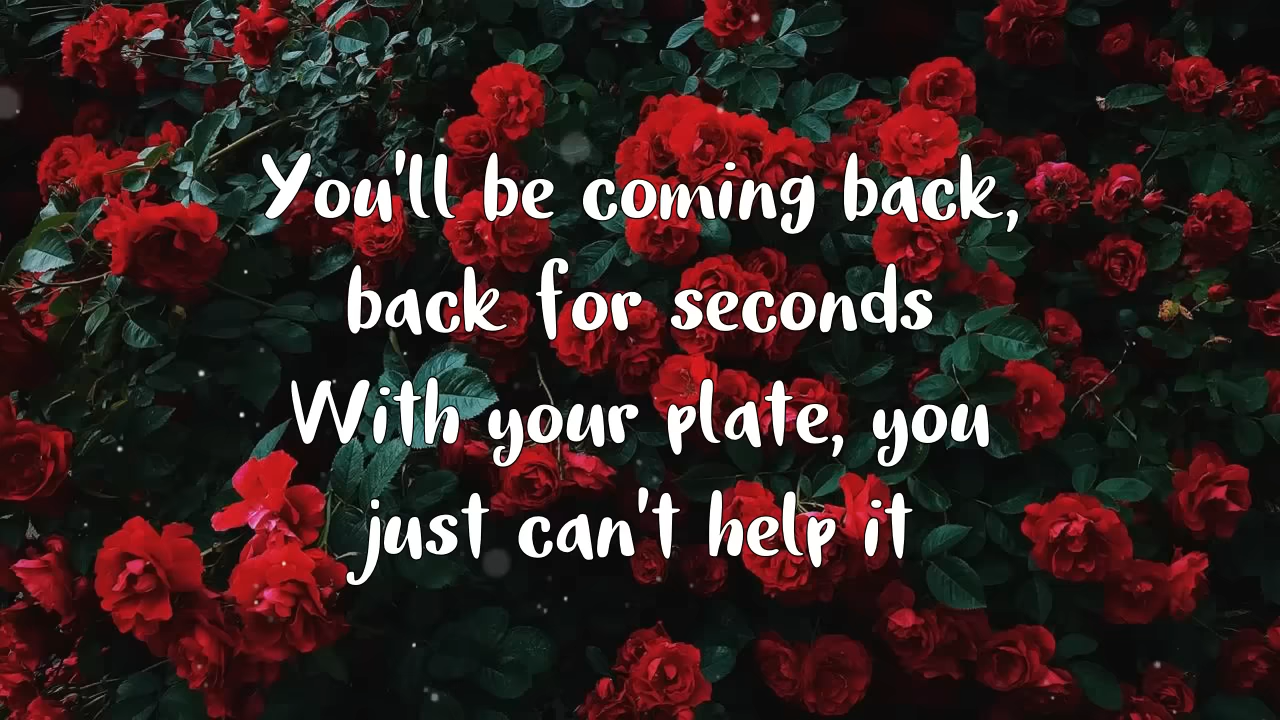 You'll be coming back,
back for seconds
With your plate, you
just can't help it